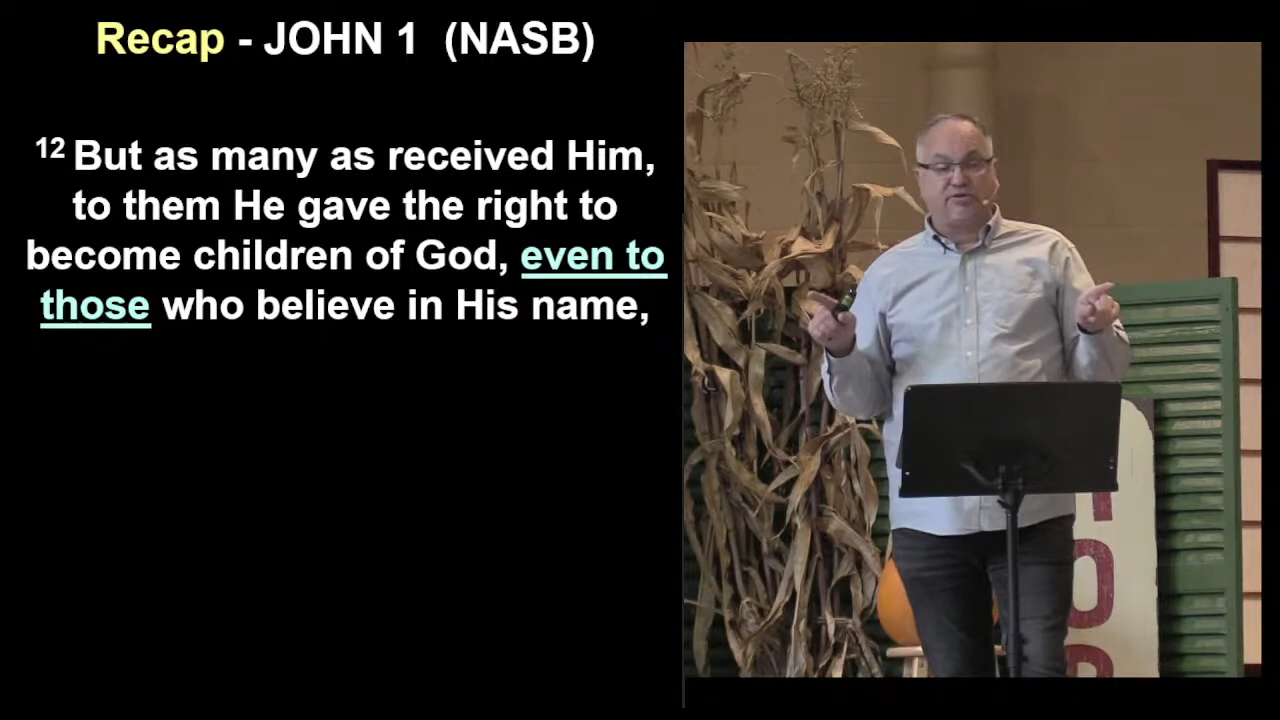 Recap - JOHN 1 (NASB)
12 But as many as received Him,
to them He gave the right to
become children of God, even to
those who believe in His name,